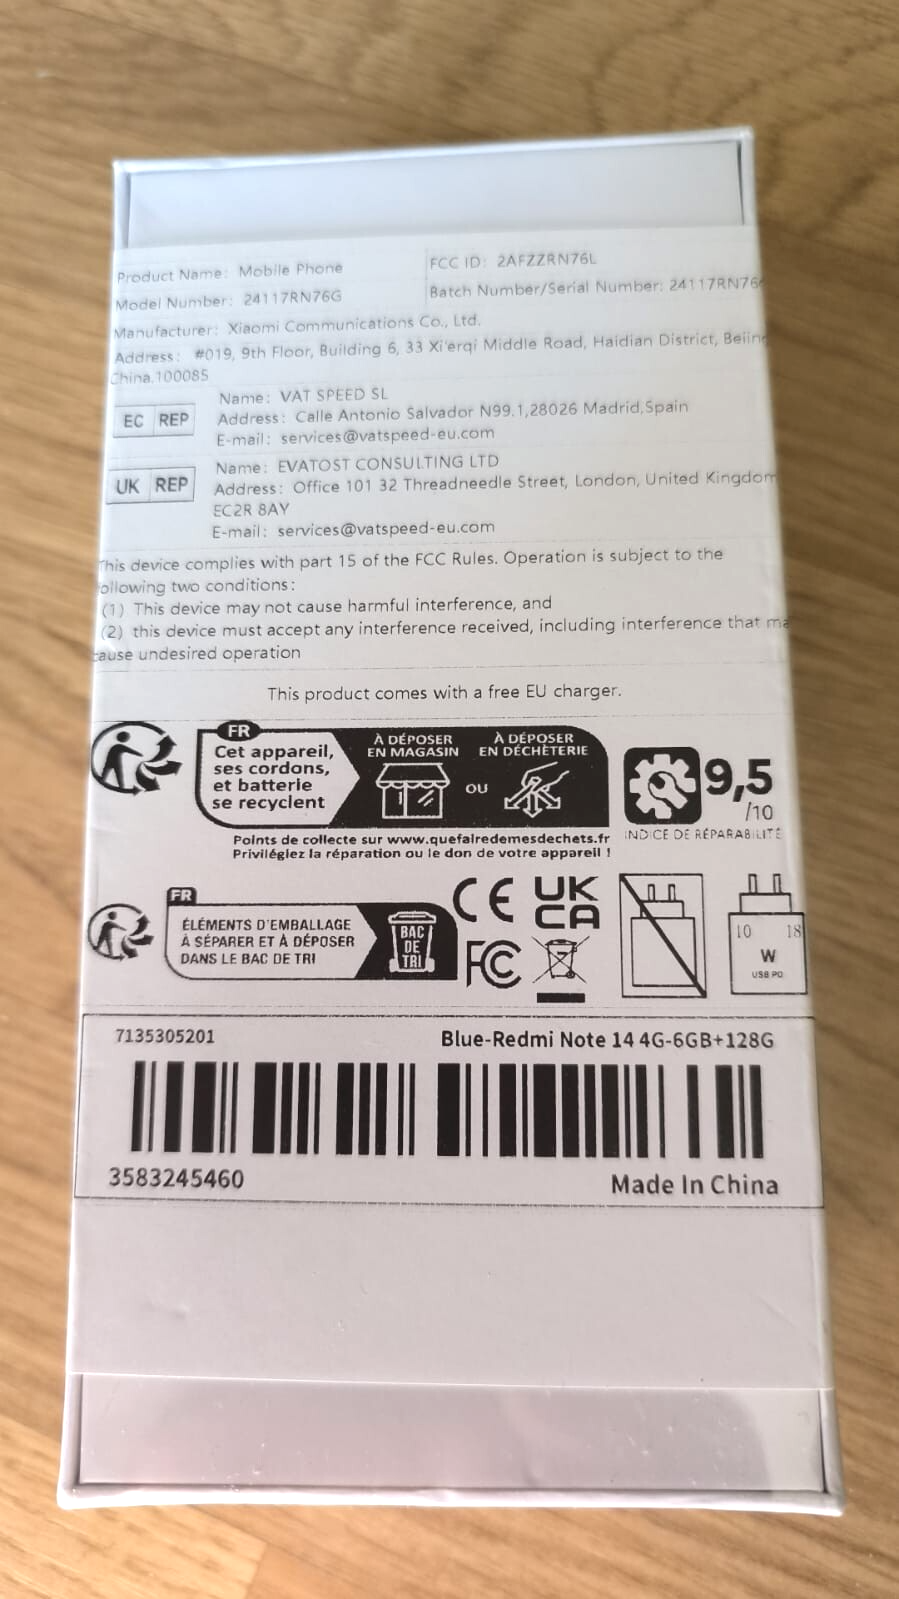 Product Name: Mobile Phone
FCC ID: 2AFZZRN76L
Model Number: 24117RN76G
Batch Number/Serial Number: 24117RN76
Manufacturer: Xiaomi Communications Co., Ltd.
Address: #019, 9th Floor, Building 6, 33 Xi'erqi Middle Road, Haidian District, Beijing
China,100085
EC REP
Name: VAT SPEED SL
Address: Calle Antonio Salvador N99.1,28026 Madrid,Spain
E-mail: services@vatspeed-eu.com
UK REP
Name: EVATOST CONSULTING LTD
Address: Office 101 32 Threadneedle Street, London, United Kingdom
EC2R 8AY
E-mail: services@vatspeed-eu.com
This device complies with part 15 of the FCC Rules. Operation is subject to the
following two conditions:
(1) This device may not cause harmful interference, and
(2) this device must accept any interference received, including interference that ma
cause undesired operation
This product comes with a free EU charger.
FR
Cet appareil,
ses cordons,
et batterie
se recyclent
À DÉPOSER
EN MAGASIN
OU
À DÉPOSER
EN DÉCHÈTERIE
Points de collecte sur www.quefairedemesdechets.fr
Privilégiez la réparation ou le don de votre appareil !
9,5
/10
INDICE DE RÉPARABILITÉ
FR
ÉLÉMENTS D'EMBALLAGE
À SÉPARER ET À DÉPOSER
DANS LE BAC DE TRI
BAC
DE
TRI
CE
UK
CA
FC
10 18
W
USB PD
7135305201
Blue-Redmi Note 14 4G-6GB+128G
3583245460
Made In China